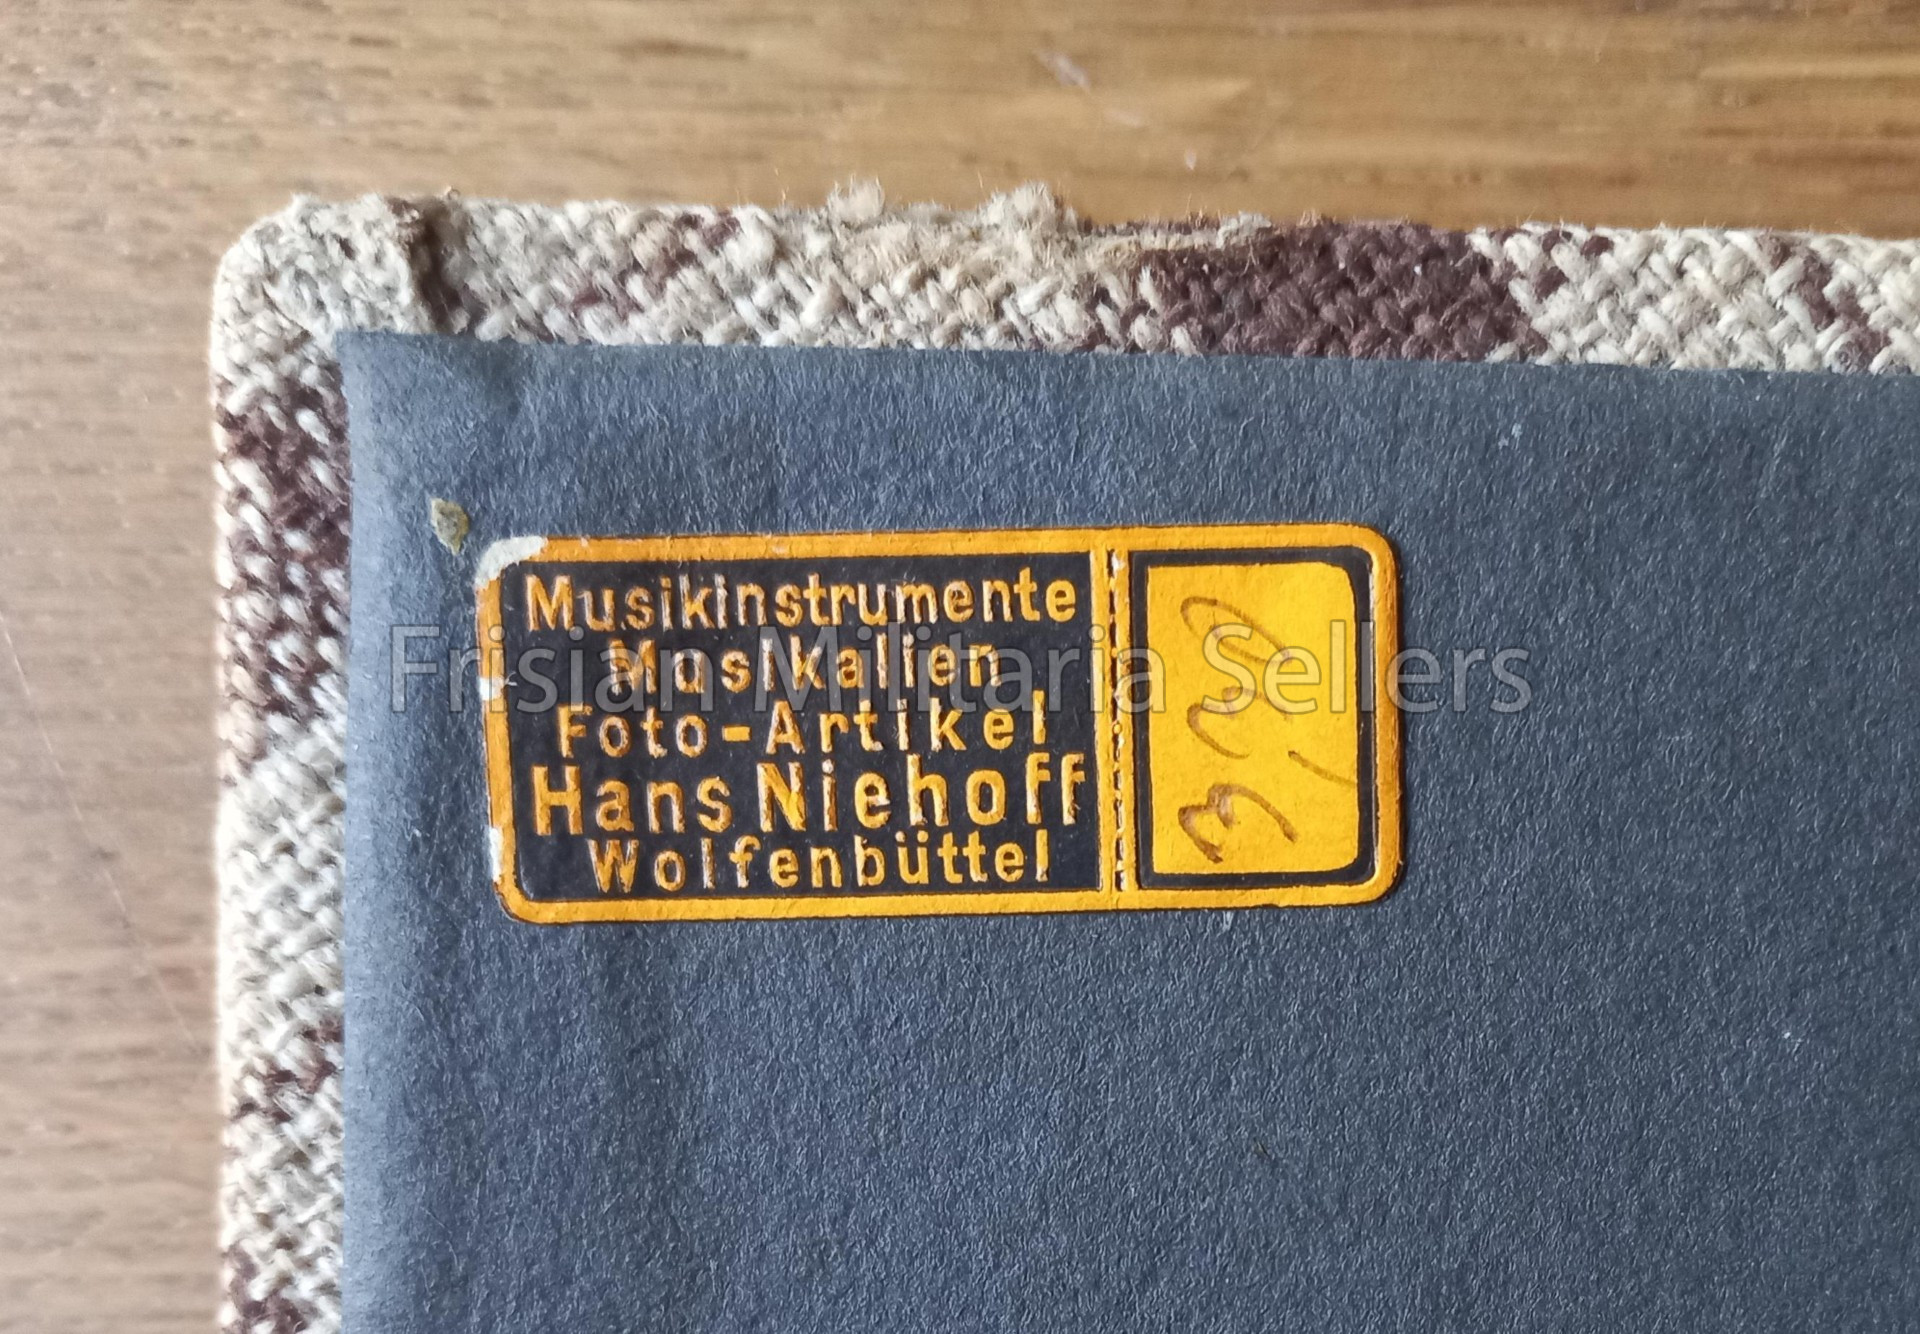 Musikinstrumente
Musikalien
Foto-Artikel
Hans Niehoff
Wolfenbüttel
Frisian Militaria Sellers